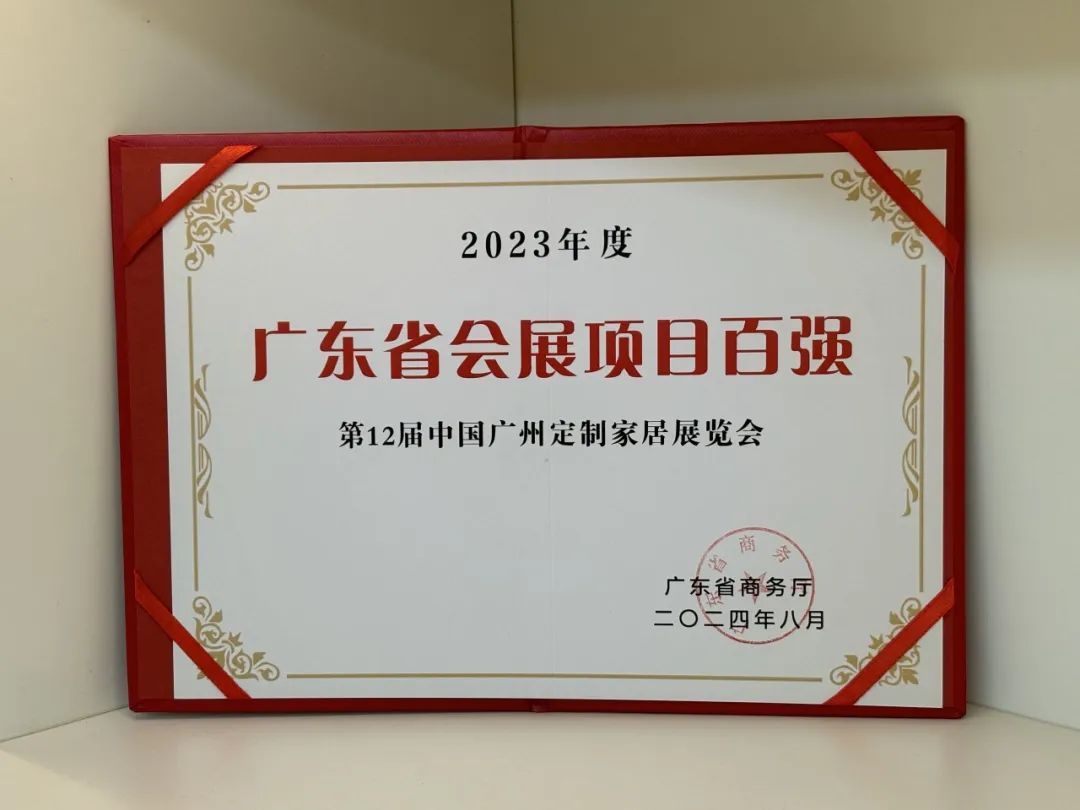 2023年度
广东省会展项目百强
第12届中国广州定制家居展览会
广东省商务厅
二〇二四年八月